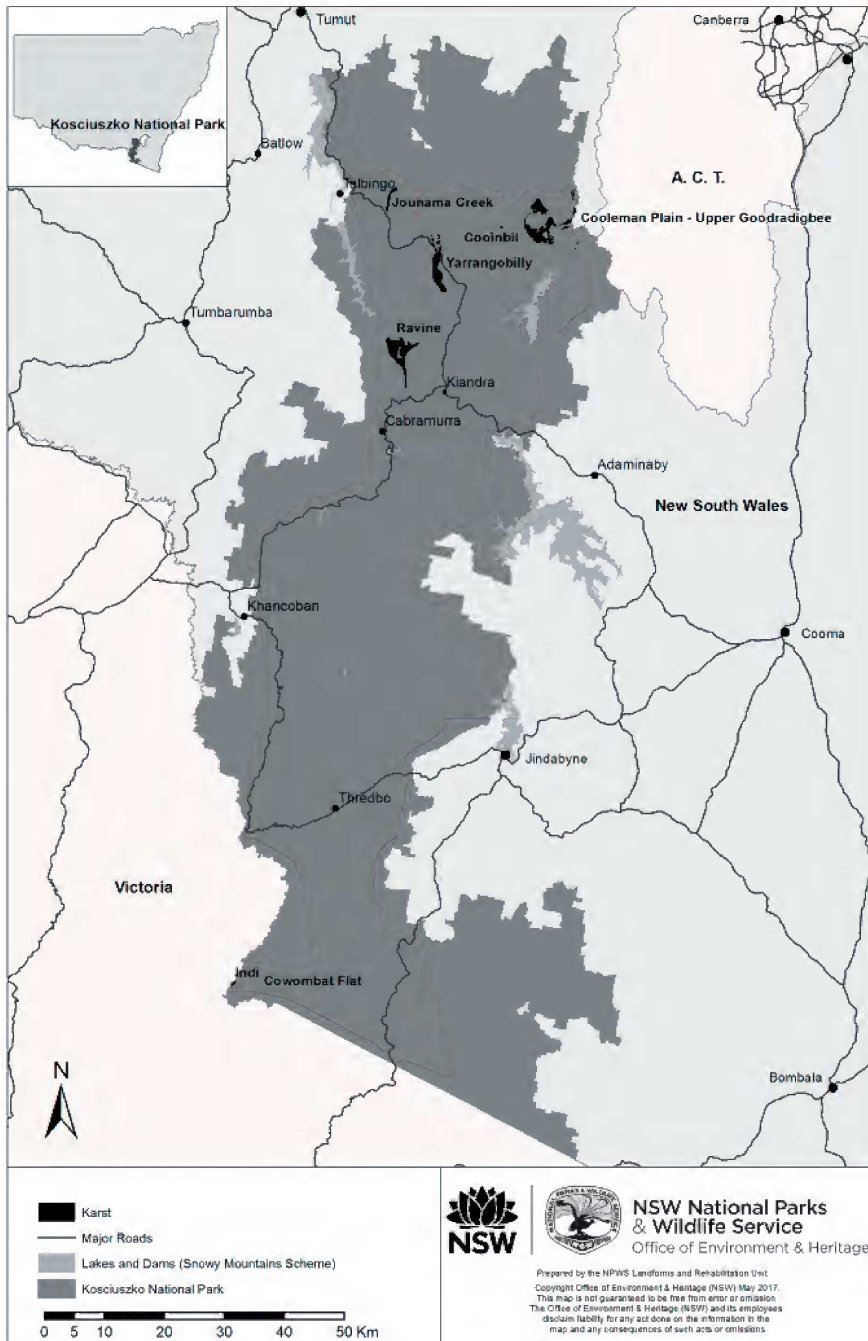 Tumut
Canberra
Kosciuszko National Park
Batlow
A. C. T.
Talbingo
Jounama Creek
Cooleman Plain - Upper Goodradigbee
Cooinbil
Yarrangobilly
Tumbarumba
Ravine
Kiandra
Cabramurra
Adaminaby
New South Wales
Khancoban
Cooma
Jindabyne
Thredbo
Victoria
Indi
Cowombat Flat
N
Bombala
Karst
Major Roads
Lakes and Dams (Snowy Mountains Scheme)
Kosciuszko National Park
0 5 10 20 30 40 50 Km
NSW
NSW National Parks
& Wildlife Service
Office of Environment & Heritage
Prepared by the NPWS Landforms and Rehabilitation Unit
Copyright Office of Environment & Heritage (NSW) May 2017.
This map is not guaranteed to be free from error or omission
The Office of Environment & Heritage (NSW) and its employees
disclaim liability for any act done on the information in the
map and any consequences of such acts or omissions